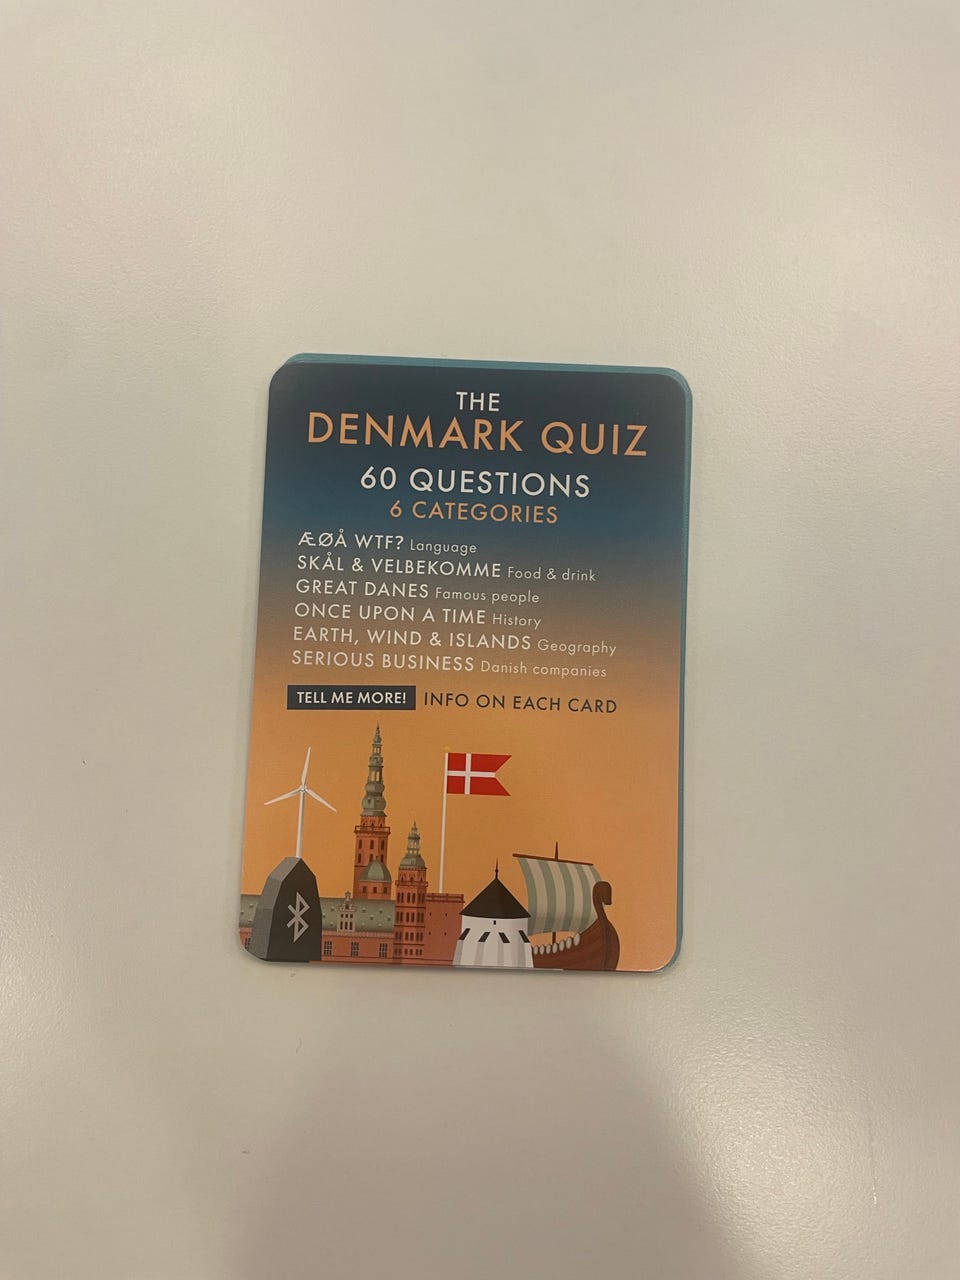 THE
DENMARK QUIZ
60 QUESTIONS
6 CATEGORIES
ÆØÅ WTF? Language
SKÅL & VELBEKOMME Food & drink
GREAT DANES Famous people
ONCE UPON A TIME History
EARTH, WIND & ISLANDS Geography
SERIOUS BUSINESS Danish companies
TELL ME MORE! INFO ON EACH CARD